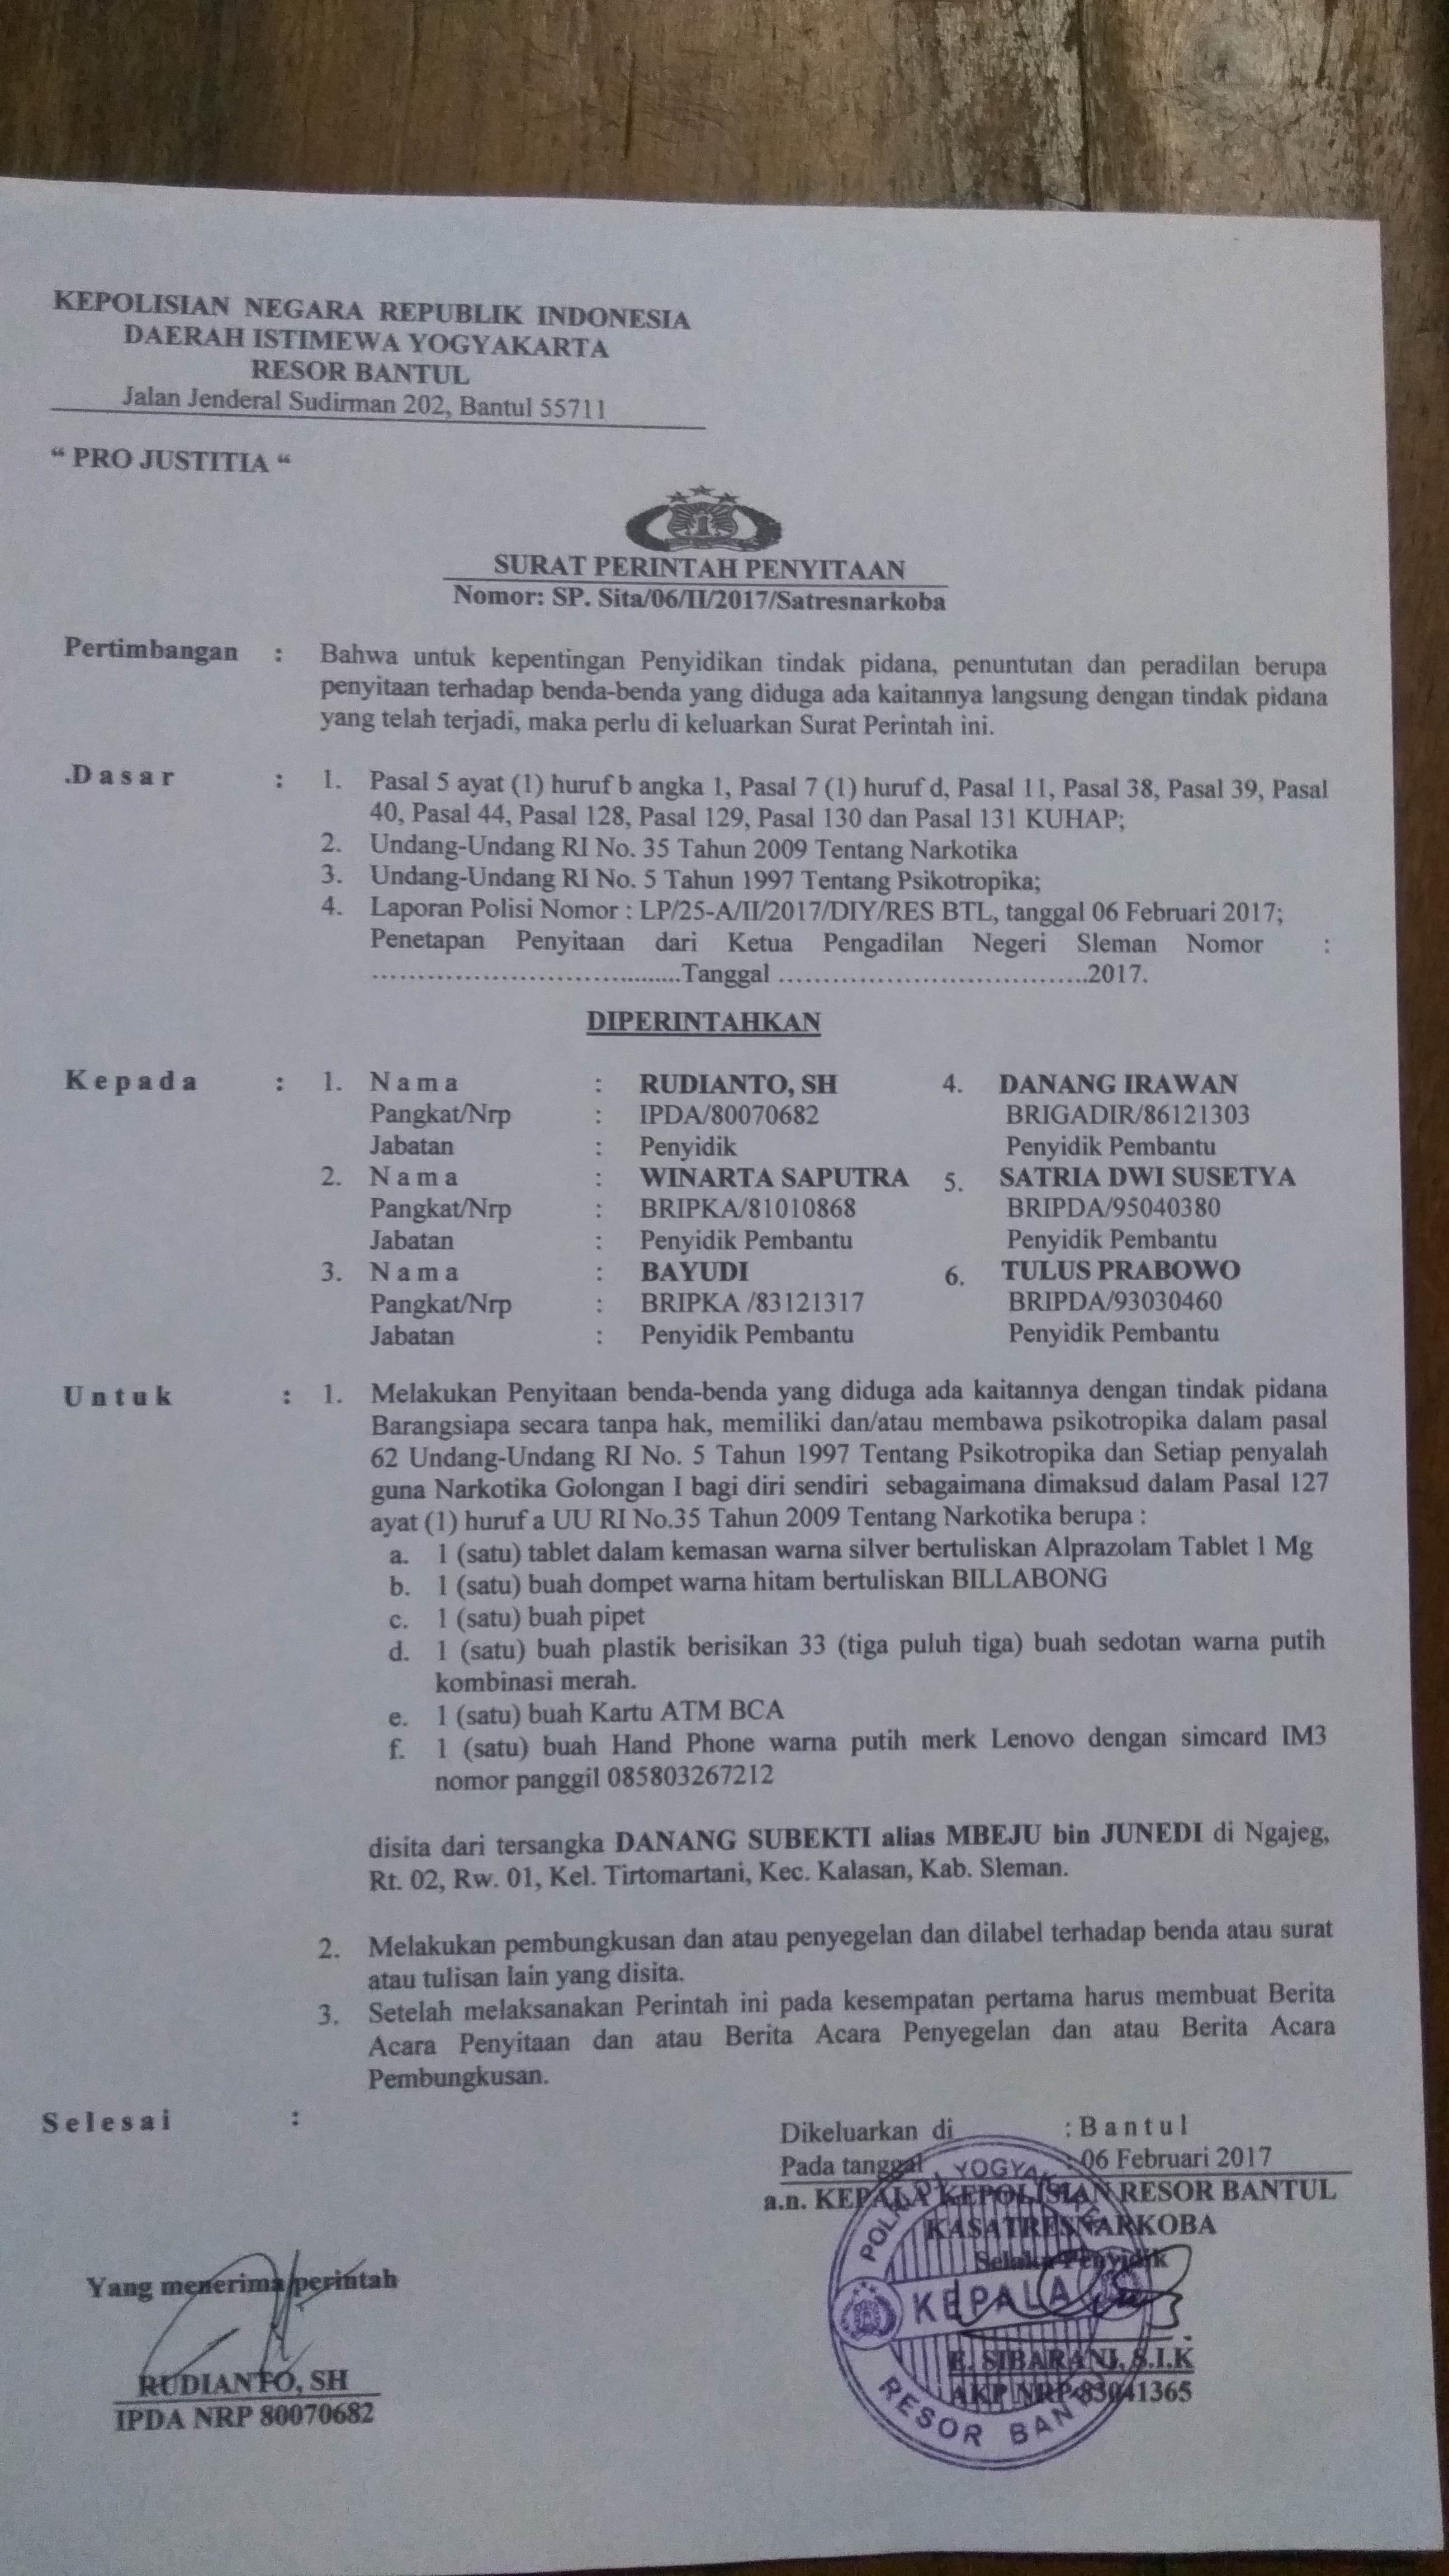 KEPOLISIAN NEGARA REPUBLIK INDONESIA
DAERAH ISTIMEWA YOGYAKARTA
RESOR BANTUL
Jalan Jenderal Sudirman 202, Bantul 55711
“ PRO JUSTITIA “
SURAT PERINTAH PENYITAAN
Nomor: SP. Sita/06/II/2017/Satresnarkoba
Pertimbangan : Bahwa untuk kepentingan Penyidikan tindak pidana, penuntutan dan peradilan berupa
penyitaan terhadap benda-benda yang diduga ada kaitannya langsung dengan tindak pidana
yang telah terjadi, maka perlu di keluarkan Surat Perintah ini.
.Dasar : 1. Pasal 5 ayat (1) huruf b angka 1, Pasal 7 (1) huruf d, Pasal 11, Pasal 38, Pasal 39, Pasal
40, Pasal 44, Pasal 128, Pasal 129, Pasal 130 dan Pasal 131 KUHAP;
2. Undang-Undang RI No. 35 Tahun 2009 Tentang Narkotika
3. Undang-Undang RI No. 5 Tahun 1997 Tentang Psikotropika;
4. Laporan Polisi Nomor : LP/25-A/II/2017/DIY/RES BTL, tanggal 06 Februari 2017;
Penetapan Penyitaan dari Ketua Pengadilan Negeri Sleman Nomor :
........................................Tanggal ........................................2017.
DIPERINTAHKAN
Kepada : 1. Nama : RUDIANTO, SH 4. DANANG IRAWAN
Pangkat/Nrp : IPDA/80070682 BRIGADIR/86121303
Jabatan : Penyidik Penyidik Pembantu
2. Nama : WINARTA SAPUTRA 5. SATRIA DWI SUSETYA
Pangkat/Nrp : BRIPKA/81010868 BRIPDA/95040380
Jabatan : Penyidik Pembantu Penyidik Pembantu
3. Nama : BAYUDI 6. TULUS PRABOWO
Pangkat/Nrp : BRIPKA /83121317 BRIPDA/93030460
Jabatan : Penyidik Pembantu Penyidik Pembantu
Untuk : 1. Melakukan Penyitaan benda-benda yang diduga ada kaitannya dengan tindak pidana
Barangsiapa secara tanpa hak, memiliki dan/atau membawa psikotropika dalam pasal
62 Undang-Undang RI No. 5 Tahun 1997 Tentang Psikotropika dan Setiap penyalah
guna Narkotika Golongan I bagi diri sendiri sebagaimana dimaksud dalam Pasal 127
ayat (1) huruf a UU RI No.35 Tahun 2009 Tentang Narkotika berupa :
a. 1 (satu) tablet dalam kemasan warna silver bertuliskan Alprazolam Tablet 1 Mg
b. 1 (satu) buah dompet warna hitam bertuliskan BILLABONG
c. 1 (satu) buah pipet
d. 1 (satu) buah plastik berisikan 33 (tiga puluh tiga) buah sedotan warna putih
kombinasi merah.
e. 1 (satu) buah Kartu ATM BCA
f. 1 (satu) buah Hand Phone warna putih merk Lenovo dengan simcard IM3
nomor panggil 085803267212
disita dari tersangka DANANG SUBEKTI alias MBEJU bin JUNEDI di Ngajeg,
Rt. 02, Rw. 01, Kel. Tirtomartani, Kec. Kalasan, Kab. Sleman.
2. Melakukan pembungkusan dan atau penyegelan dan dilabel terhadap benda atau surat
atau tulisan lain yang disita.
3. Setelah melaksanakan Perintah ini pada kesempatan pertama harus membuat Berita
Acara Penyitaan dan atau Berita Acara Penyegelan dan atau Berita Acara
Pembungkusan.
Selesai :
Dikeluarkan di : Bantul
Pada tanggal : 06 Februari 2017
a.n. KEPALA KEPOLISIAN RESOR BANTUL
KASATRESNARKOBA
Selaku Penyidik
KEPALA
RESOR
E. SIBARANI, S.I.K
AKP NRP 83041365
Yang menerima perintah
RUDIANTO, SH
IPDA NRP 80070682